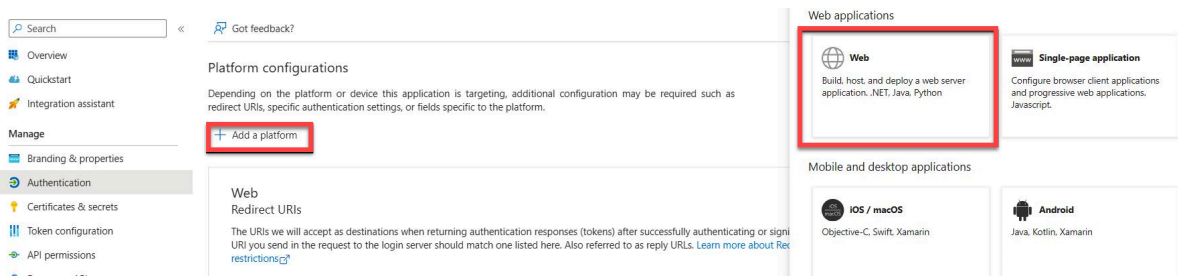 Search
«
Overview
Quickstart
Integration assistant
Manage
Branding & properties
Authentication
Certificates & secrets
Token configuration
API permissions
Got feedback?
Platform configurations
Depending on the platform or device this application is targeting, additional configuration may be required such as
redirect URIs, specific authentication settings, or fields specific to the platform.
+ Add a platform
Web
Redirect URIs
The URIs we will accept as destinations when returning authentication responses (tokens) after successfully authenticating or signi
URI you send in the request to the login server should match one listed here. Also referred to as reply URLs. Learn more about Rec
restrictions
Web applications
Web
Build, host, and deploy a web server
application. .NET, Java, Python
www
Single-page application
Configure browser client applications
and progressive web applications.
Javascript.
Mobile and desktop applications
iOS
macOS
iOS / macOS
Objective-C, Swift, Xamarin
Android
Java, Kotlin, Xamarin